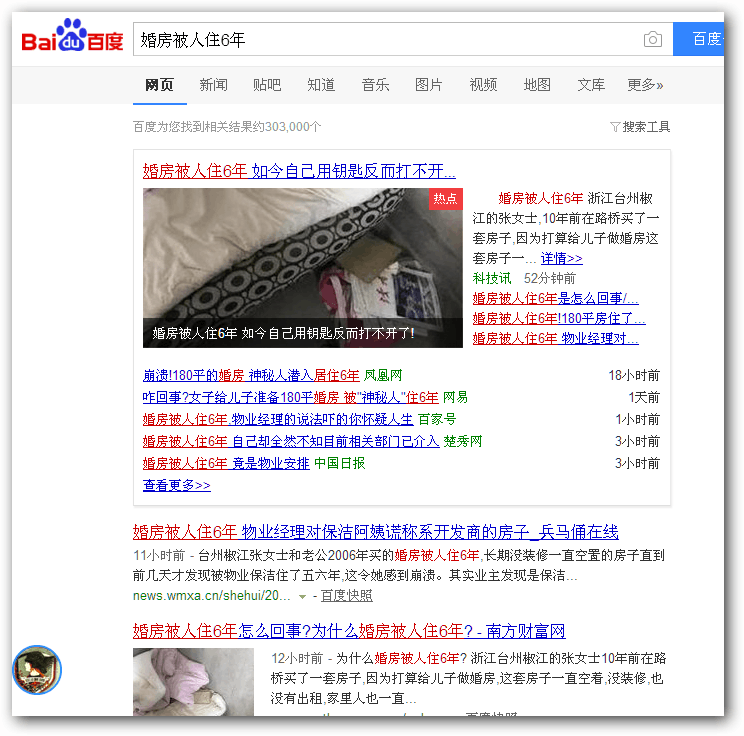 Bai du 百度
婚房被人住6年
百度
网页 新闻 贴吧 知道 音乐 图片 视频 地图 文库 更多»
百度为您找到相关结果约303,000个
搜索工具
婚房被人住6年 如今自己用钥匙反而打不开...
热点
婚房被人住6年 如今自己用钥匙反而打不开了!
婚房被人住6年 浙江台州椒
江的张女士,10年前在路桥买了一
套房子,因为打算给儿子做婚房这
套房子一... 详情>>
科技讯 52分钟前
婚房被人住6年是怎么回事/...
婚房被人住6年!180平房住了...
婚房被人住6年 物业经理对...
崩溃!180平的婚房 神秘人潜入居住6年 凤凰网 18小时前
咋回事?女子给儿子准备180平婚房 被"神秘人"住6年 网易 1天前
婚房被人住6年.物业经理的说法吓的你怀疑人生 百家号 1小时前
婚房被人住6年 自己却全然不知目前相关部门已介入 楚秀网 3小时前
婚房被人住6年 竟是物业安排 中国日报 3小时前
查看更多>>
婚房被人住6年 物业经理对保洁阿姨谎称系开发商的房子_兵马俑在线
11小时前 - 台州椒江张女士和老公2006年买的婚房被人住6年,长期没装修一直空置的房子直到
前几天才发现被物业保洁住了五六年,这令她感到崩溃。其实业主发现是保洁...
news.wmxa.cn/shehui/20... - 百度快照
婚房被人住6年怎么回事?为什么婚房被人住6年? - 南方财富网
12小时前 - 为什么婚房被人住6年? 浙江台州椒江的张女士10年前在路
桥买了一套房子,因为打算给儿子做婚房,这套房子一直空着,没装修,也
没有出租,家里人也一直...
百度快照